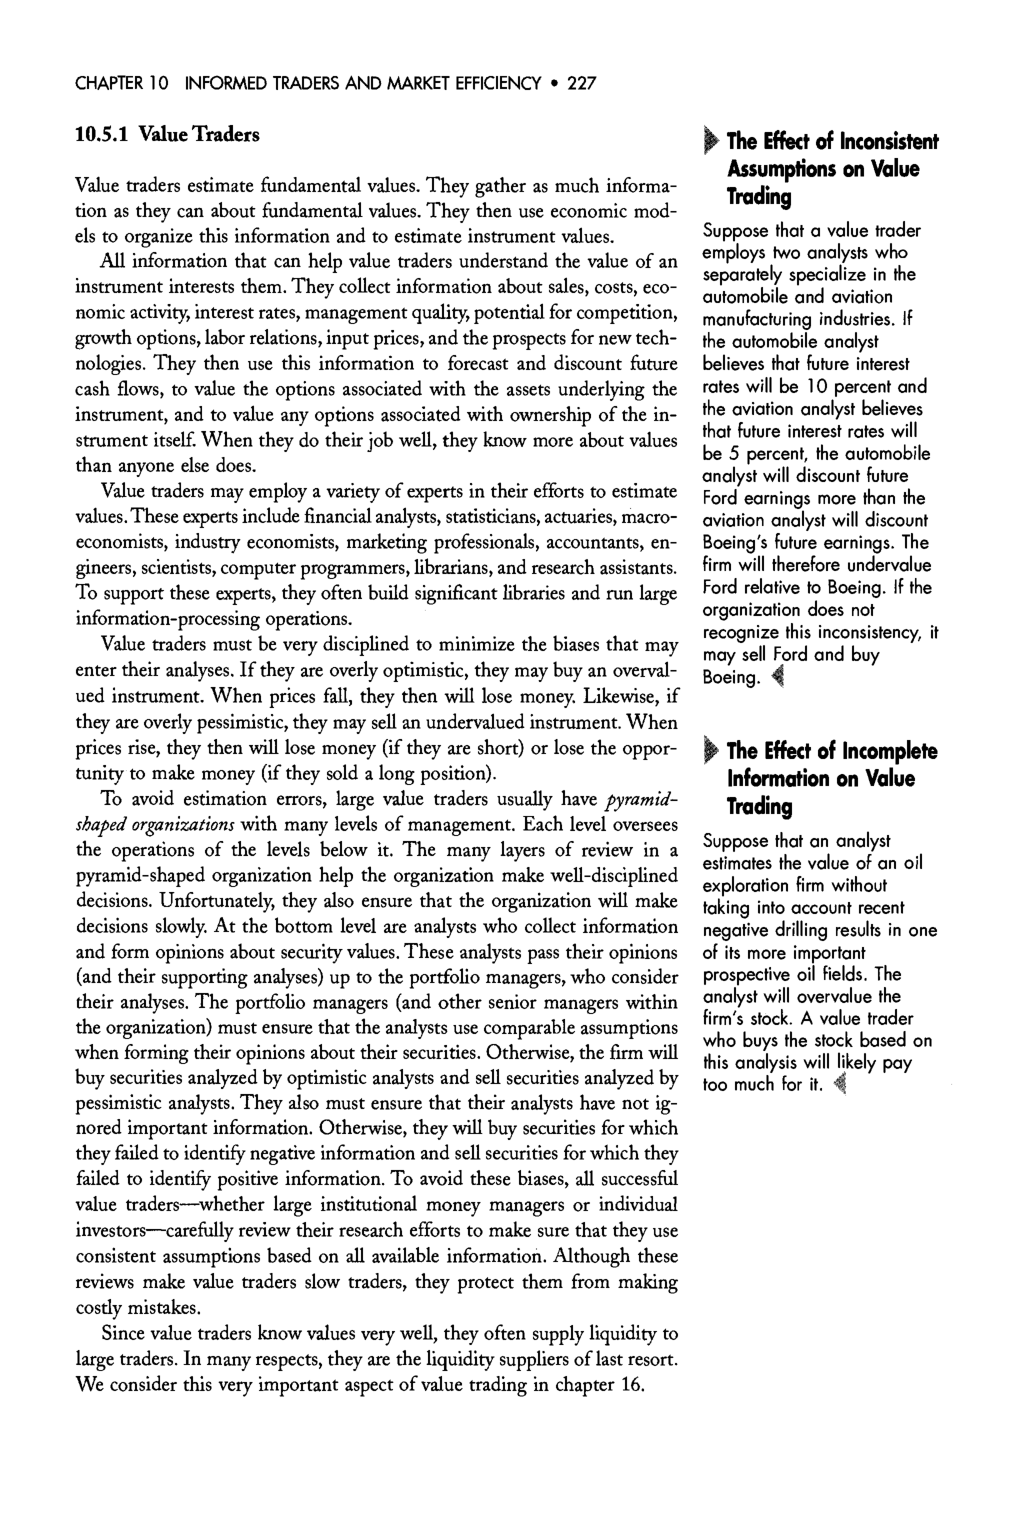 CHAPTER 10 INFORMED TRADERS AND MARKET EFFICIENCY • 227
10.5.1 Value Traders
Value traders estimate fundamental values. They gather as much informa-
tion as they can about fundamental values. They then use economic mod-
els to organize this information and to estimate instrument values.
All information that can help value traders understand the value of an
instrument interests them. They collect information about sales, costs, eco-
nomic activity, interest rates, management quality, potential for competition,
growth options, labor relations, input prices, and the prospects for new tech-
nologies. They then use this information to forecast and discount future
cash flows, to value the options associated with the assets underlying the
instrument, and to value any options associated with ownership of the in-
strument itself. When they do their job well, they know more about values
than anyone else does.
Value traders may employ a variety of experts in their efforts to estimate
values. These experts include financial analysts, statisticians, actuaries, macro-
economists, industry economists, marketing professionals, accountants, en-
gineers, scientists, computer programmers, librarians, and research assistants.
To support these experts, they often build significant libraries and run large
information-processing operations.
Value traders must be very disciplined to minimize the biases that may
enter their analyses. If they are overly optimistic, they may buy an overval-
ued instrument. When prices fall, they then will lose money. Likewise, if
they are overly pessimistic, they may sell an undervalued instrument. When
prices rise, they then will lose money (if they are short) or lose the oppor-
tunity to make money (if they sold a long position).
To avoid estimation errors, large value traders usually have pyramid-
shaped organizations with many levels of management. Each level oversees
the operations of the levels below it. The many layers of review in a
pyramid-shaped organization help the organization make well-disciplined
decisions. Unfortunately, they also ensure that the organization will make
decisions slowly. At the bottom level are analysts who collect information
and form opinions about security values. These analysts pass their opinions
(and their supporting analyses) up to the portfolio managers, who consider
their analyses. The portfolio managers (and other senior managers within
the organization) must ensure that the analysts use comparable assumptions
when forming their opinions about their securities. Otherwise, the firm will
buy securities analyzed by optimistic analysts and sell securities analyzed by
pessimistic analysts. They also must ensure that their analysts have not ig-
nored important information. Otherwise, they will buy securities for which
they failed to identify negative information and sell securities for which they
failed to identify positive information. To avoid these biases, all successful
value traders—whether large institutional money managers or individual
investors—carefully review their research efforts to make sure that they use
consistent assumptions based on all available information. Although these
reviews make value traders slow traders, they protect them from making
costly mistakes.
Since value traders know values very well, they often supply liquidity to
large traders. In many respects, they are the liquidity suppliers of last resort.
We consider this very important aspect of value trading in chapter 16.
The Effect of Inconsistent
Assumptions on Value
Trading
Suppose that a value trader
employs two analysts who
separately specialize in the
automobile and aviation
manufacturing industries. If
the automobile analyst
believes that future interest
rates will be 10 percent and
the aviation analyst believes
that future interest rates will
be 5 percent, the automobile
analyst will discount future
Ford earnings more than the
aviation analyst will discount
Boeing's future earnings. The
firm will therefore undervalue
Ford relative to Boeing. If the
organization does not
recognize this inconsistency, it
may sell Ford and buy
Boeing.
The Effect of Incomplete
Information on Value
Trading
Suppose that an analyst
estimates the value of an oil
exploration firm without
taking into account recent
negative drilling results in one
of its more important
prospective oil fields. The
analyst will overvalue the
firm's stock. A value trader
who buys the stock based on
this analysis will likely pay
too much for it.